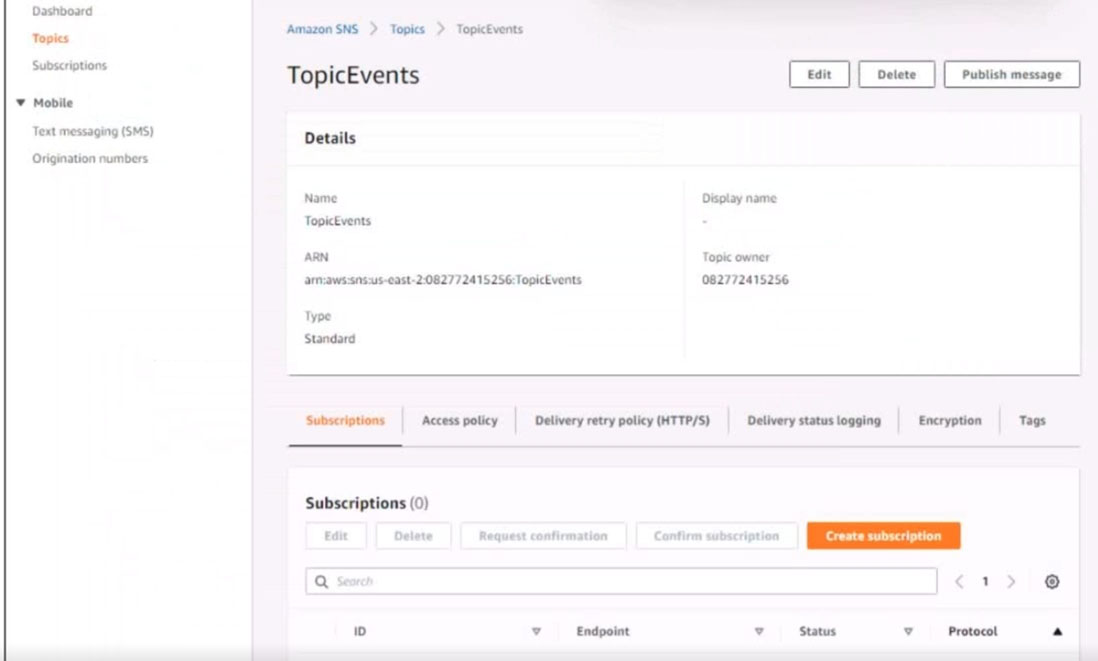 Dashboard
Topics
Subscriptions
Mobile
Text messaging (SMS)
Origination numbers
Amazon SNS > Topics > TopicEvents
TopicEvents
Edit Delete Publish message
Details
Name
TopicEvents
Display name
-
ARN
arn:aws:sns:us-east-2:082772415256:TopicEvents
Topic owner
082772415256
Type
Standard
Subscriptions Access policy Delivery retry policy (HTTP/S) Delivery status logging Encryption Tags
Subscriptions (0)
Edit Delete Request confirmation Confirm subscription Create subscription
Search
1
ID Endpoint Status Protocol